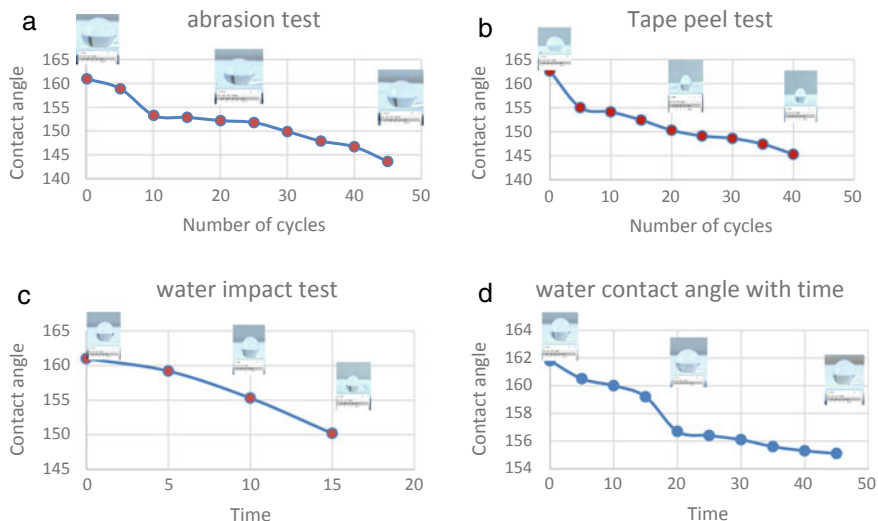 a
abrasion test
Contact angle
165
160
155
150
145
140
0 10 20 30 40 50
Number of cycles
b
Tape peel test
Contact angle
165
160
155
150
145
140
0 10 20 30 40 50
Number of cycles
c
water impact test
Contact angle
165
160
155
150
145
0 5 10 15 20
Time
d
water contact angle with time
Contact angle
164
162
160
158
156
154
0 10 20 30 40 50
Time